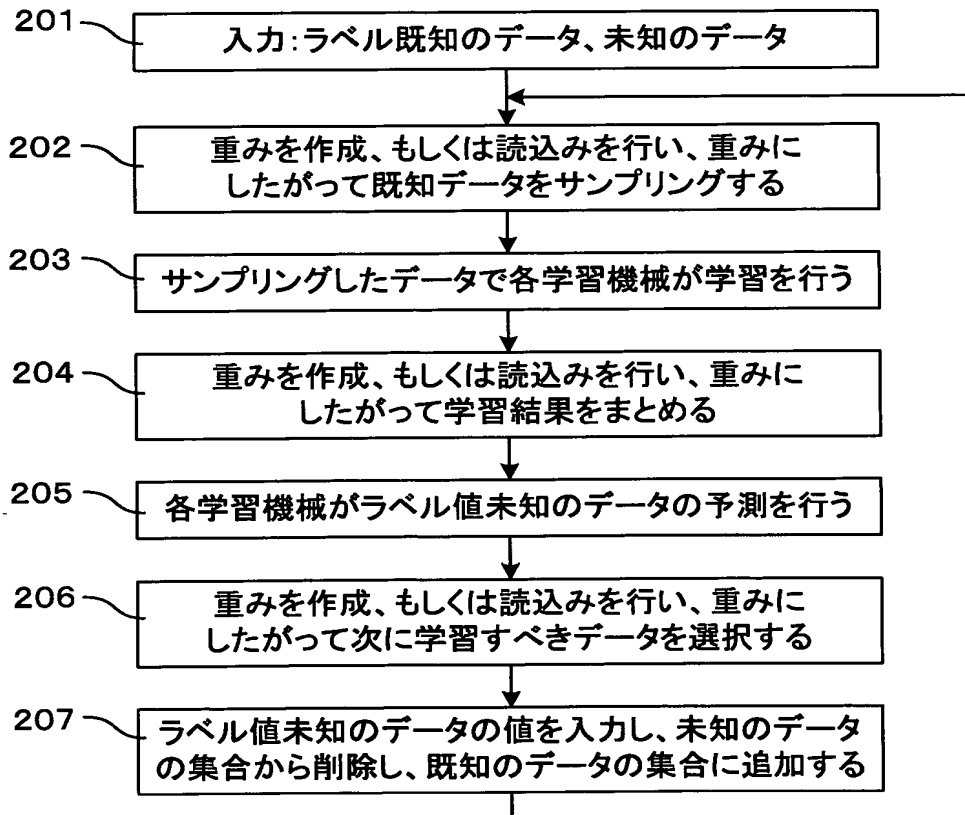 201
入力:ラベル既知のデータ、未知のデータ
202
重みを作成、もしくは読込みを行い、重みに
したがって既知データをサンプリングする
203
サンプリングしたデータで各学習機械が学習を行う
204
重みを作成、もしくは読込みを行い、重みに
したがって学習結果をまとめる
205
各学習機械がラベル値未知のデータの予測を行う
206
重みを作成、もしくは読込みを行い、重みに
したがって次に学習すべきデータを選択する
207
ラベル値未知のデータの値を入力し、未知のデータ
の集合から削除し、既知のデータの集合に追加する